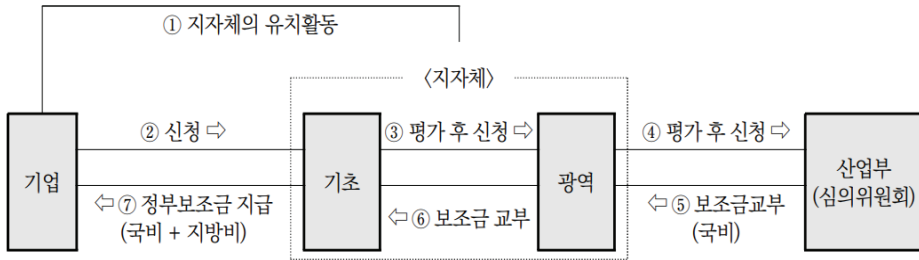 ① 지자체의 유치활동
〈지자체〉
② 신청 ⇨
③ 평가 후 신청 ⇨
④ 평가 후 신청 ⇨
기업
기초
광역
산업부
(심의위원회)
⇦ ⑦ 정부보조금 지급
(국비 + 지방비)
⇦ ⑥ 보조금 교부
⇦ ⑤ 보조금교부
(국비)